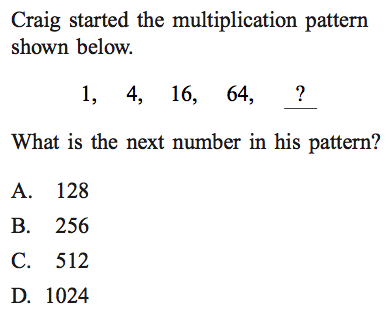 Craig started the multiplication pattern
shown below.
1, 4, 16, 64, ?
What is the next number in his pattern?
A. 128
B. 256
C. 512
D. 1024